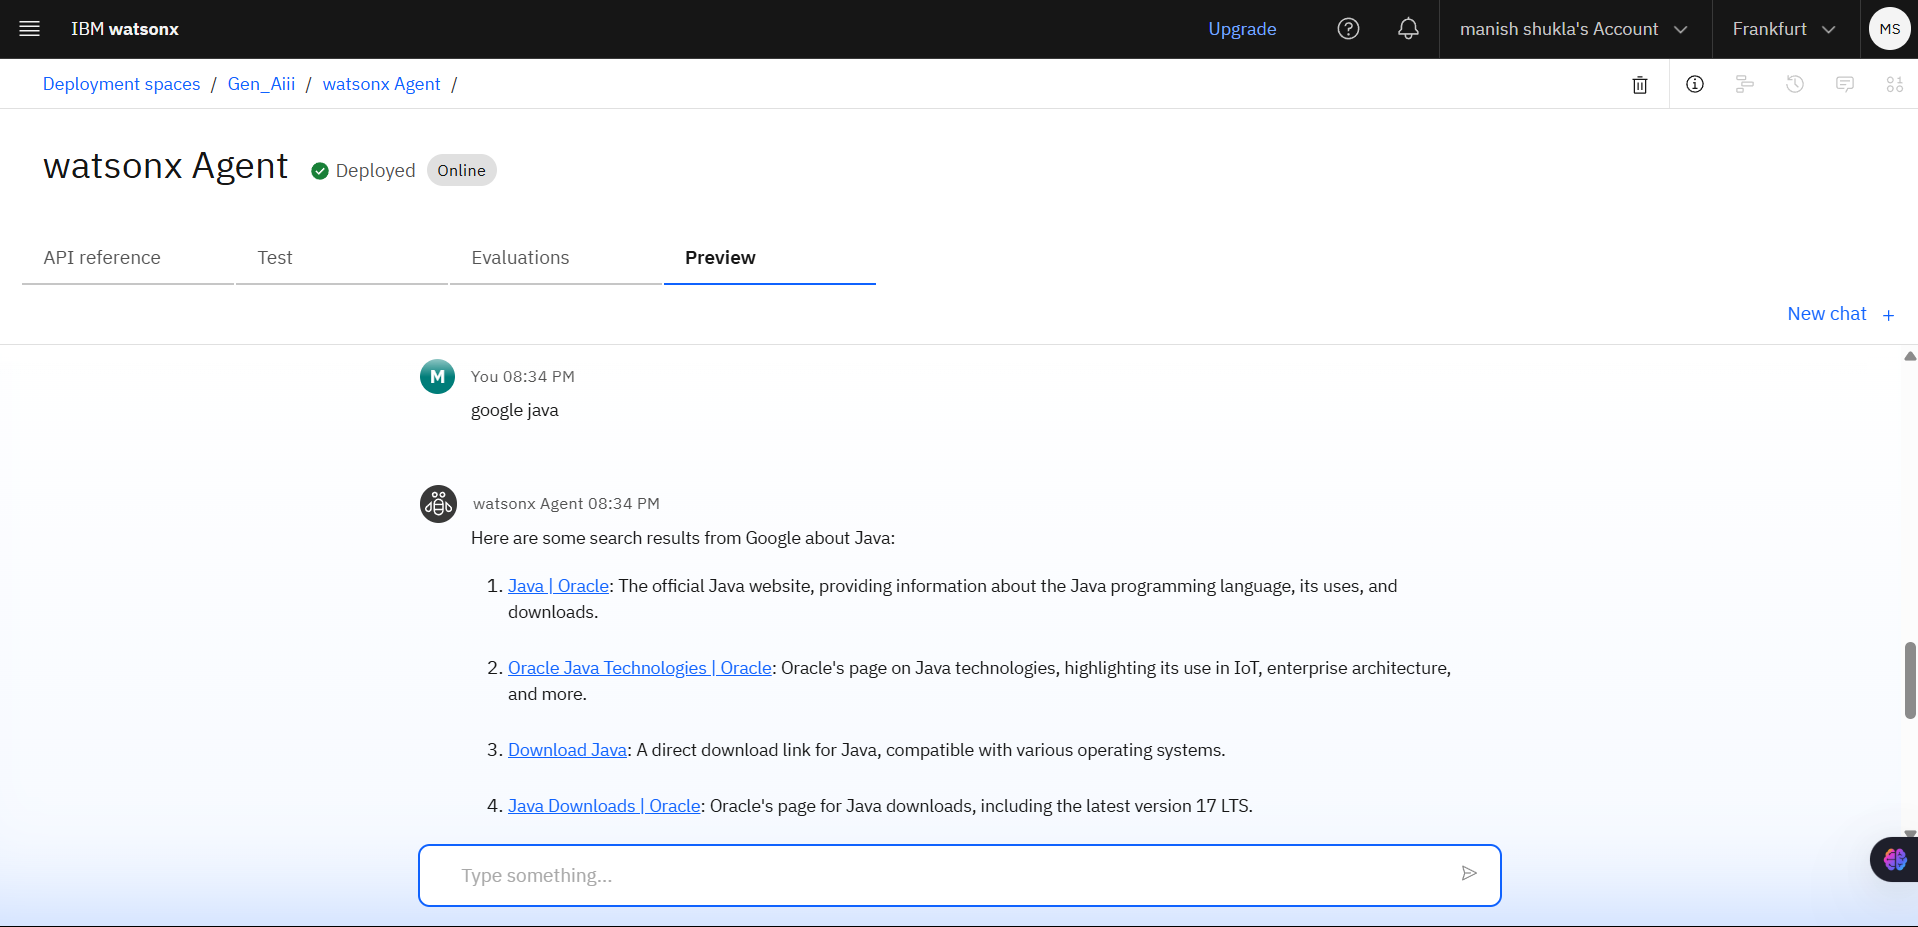 IBM watsonx
Upgrade
manish shukla's Account
Frankfurt
MS
Deployment spaces / Gen_Aiii / watsonx Agent /
watsonx Agent
Deployed
Online
API reference
Test
Evaluations
Preview
New chat +
M
You 08:34 PM
google java
watsonx Agent 08:34 PM
Here are some search results from Google about Java:
1. Java | Oracle: The official Java website, providing information about the Java programming language, its uses, and
downloads.
2. Oracle Java Technologies | Oracle: Oracle's page on Java technologies, highlighting its use in IoT, enterprise architecture,
and more.
3. Download Java: A direct download link for Java, compatible with various operating systems.
4. Java Downloads | Oracle: Oracle's page for Java downloads, including the latest version 17 LTS.
Type something...